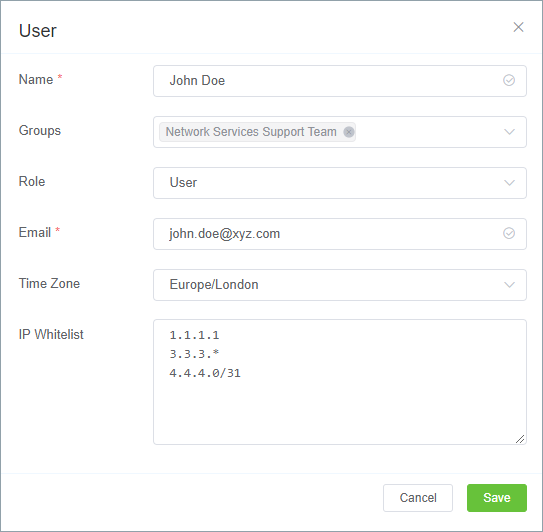 User
Name *
John Doe
Groups
Network Services Support Team
Role
User
Email *
john.doe@xyz.com
Time Zone
Europe/London
IP Whitelist
1.1.1.1
3.3.3.*
4.4.4.0/31
Cancel
Save